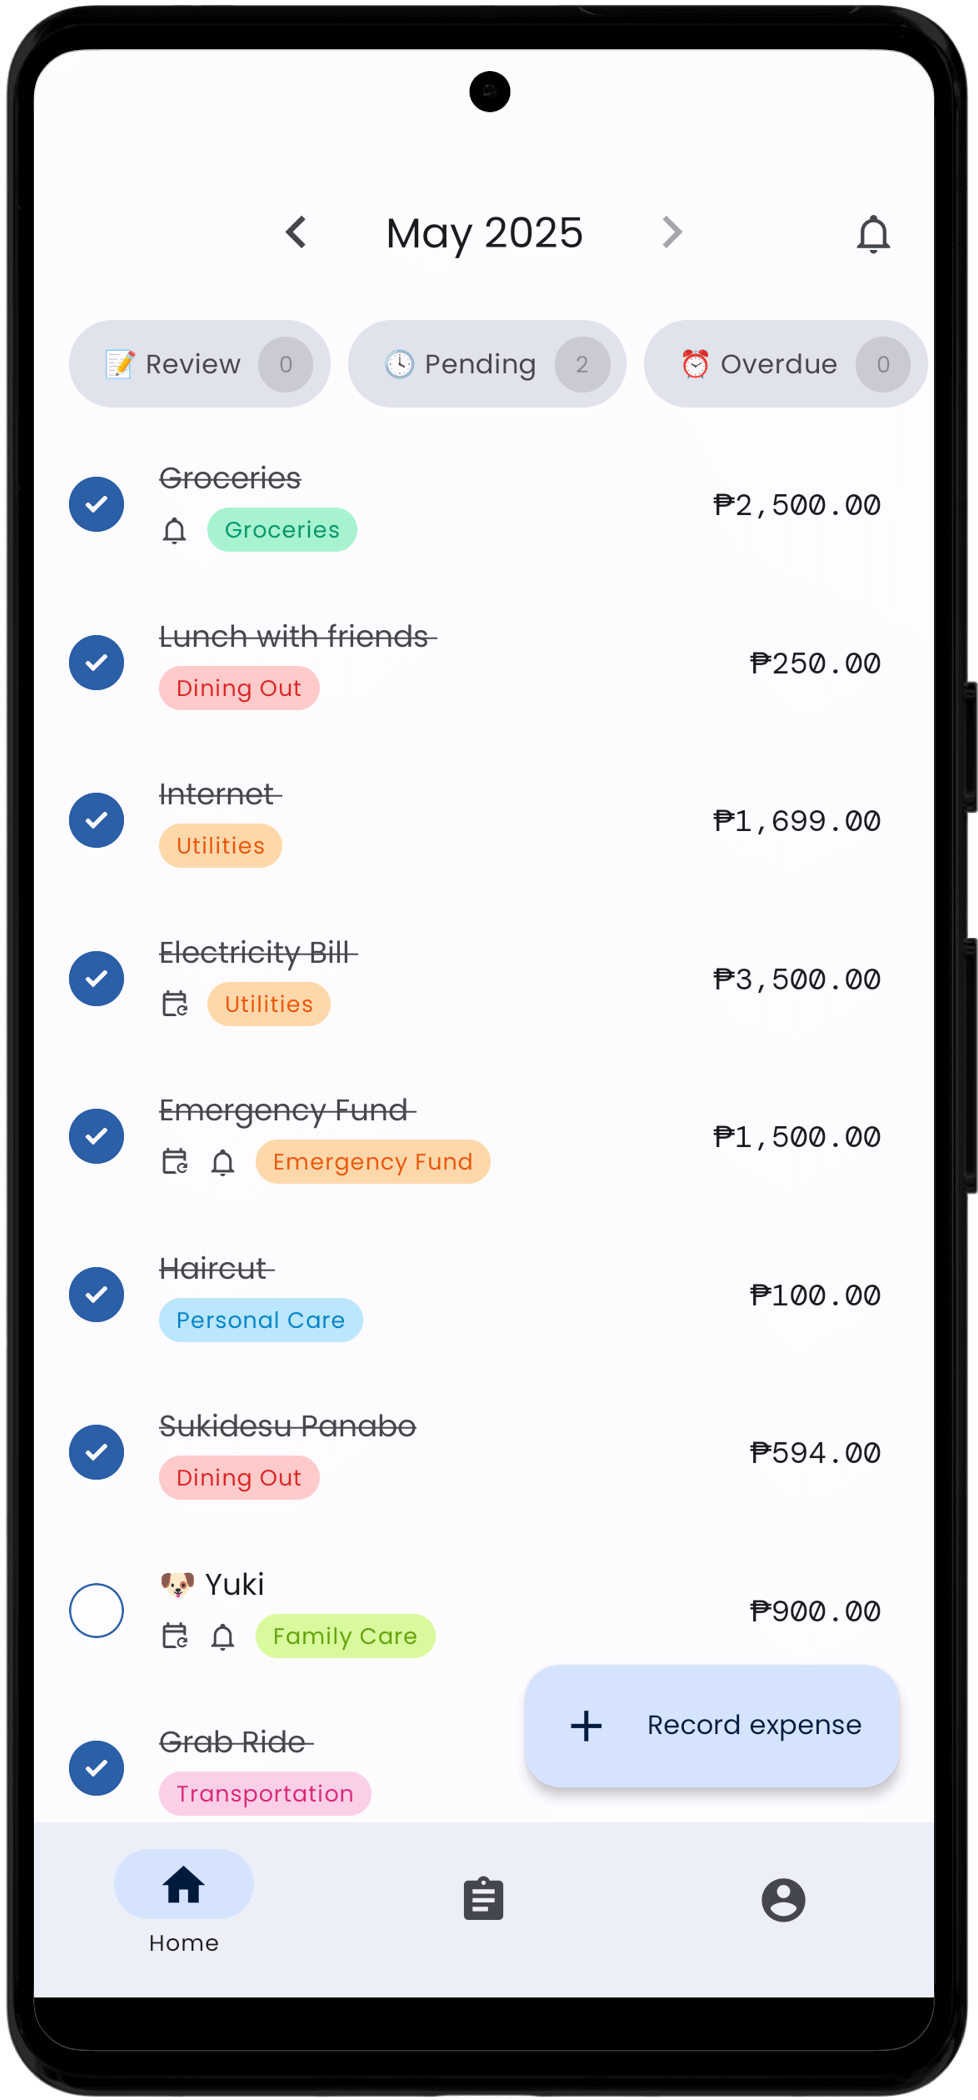 May 2025
Review 0
Pending 2
Overdue 0
Groceries
Groceries
₱2,500.00
Lunch with friends
Dining Out
₱250.00
Internet
Utilities
₱1,699.00
Electricity Bill
Utilities
₱3,500.00
Emergency Fund
Emergency Fund
₱1,500.00
Haircut
Personal Care
₱100.00
Sukidesu Panabo
Dining Out
₱594.00
🐶 Yuki
Family Care
₱900.00
Grab Ride
Transportation
+ Record expense
Home